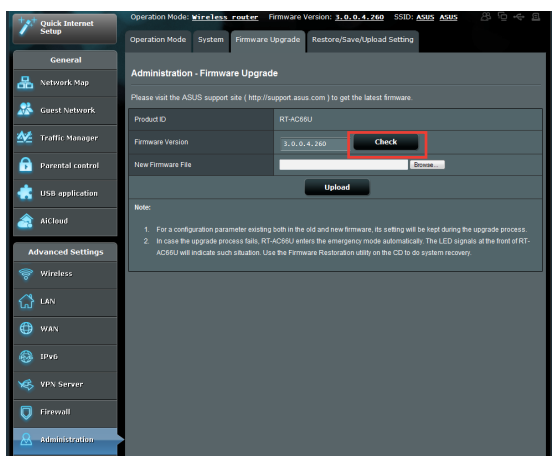 Quick Internet
Setup
Operation Mode: Wireless router Firmware Version: 3.0.0.4.260 SSID: ASUS ASUS
Operation Mode System Firmware Upgrade Restore/Save/Upload Setting
General
Network Map
Guest Network
Traffic Manager
Parental control
USB application
AiCloud
Advanced Settings
Wireless
LAN
WAN
IPv6
VPN Server
Firewall
Administration
Administration - Firmware Upgrade
Please visit the ASUS support site ( http://support.asus.com ) to get the latest firmware.
Product ID RT-AC66U
Firmware Version 3.0.0.4.260 Check
New Firmware File Browse...
Upload
Note:
1. For a configuration parameter existing both in the old and new firmware, its setting will be kept during the upgrade process.
2. In case the upgrade process fails, RT-AC66U enters the emergency mode automatically. The LED signals at the front of RT-
AC66U will indicate such situation. Use the Firmware Restoration utility on the CD to do system recovery.